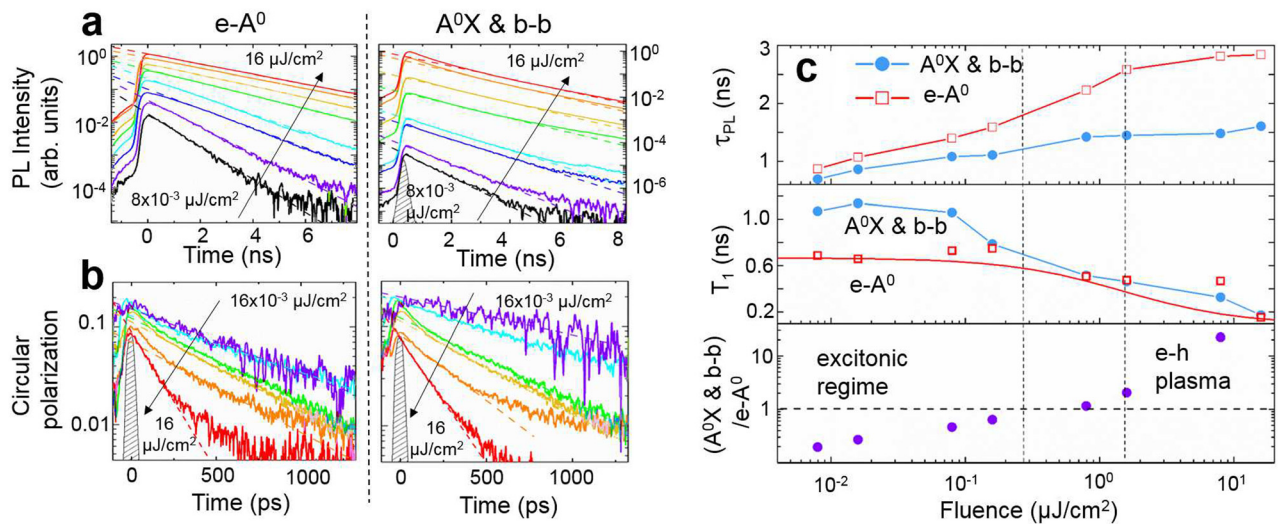 a
e-A⁰
A⁰X & b-b
PL Intensity
(arb. units)
10⁰
10⁻²
10⁻⁴
16 µJ/cm²
8x10⁻³ µJ/cm²
0 2 4 6
Time (ns)
16 µJ/cm²
8x10⁻³
µJ/cm²
10⁰
10⁻²
10⁻⁴
10⁻⁶
0 2 4 6 8
Time (ns)
b
Circular
polarization
0.1
0.01
16x10⁻³ µJ/cm²
16
µJ/cm²
0 500 1000
Time (ps)
16x10⁻³ µJ/cm²
16
µJ/cm²
0 500 1000
Time (ps)
c
τPL (ns)
3
2
1
A⁰X & b-b
e-A⁰
T₁ (ns)
1.0
0.6
0.2
A⁰X & b-b
e-A⁰
(A⁰X & b-b)
/e-A⁰
10
1
excitonic
regime
e-h
plasma
10⁻² 10⁻¹ 10⁰ 10¹
Fluence (µJ/cm²)